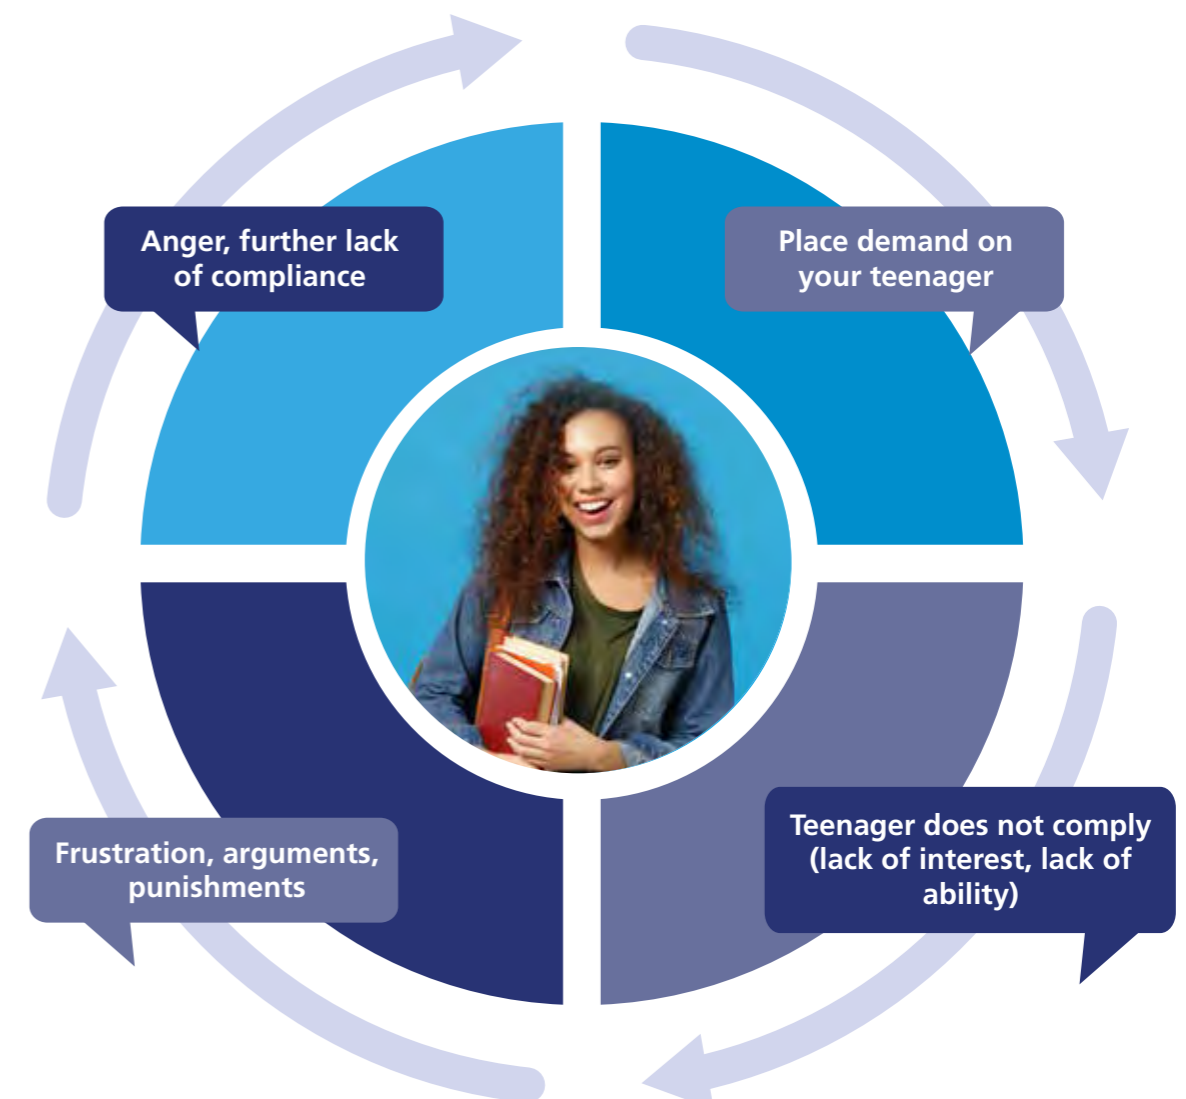 Anger, further lack
of compliance
Place demand on
your teenager
Frustration, arguments,
punishments
Teenager does not comply
(lack of interest, lack of
ability)